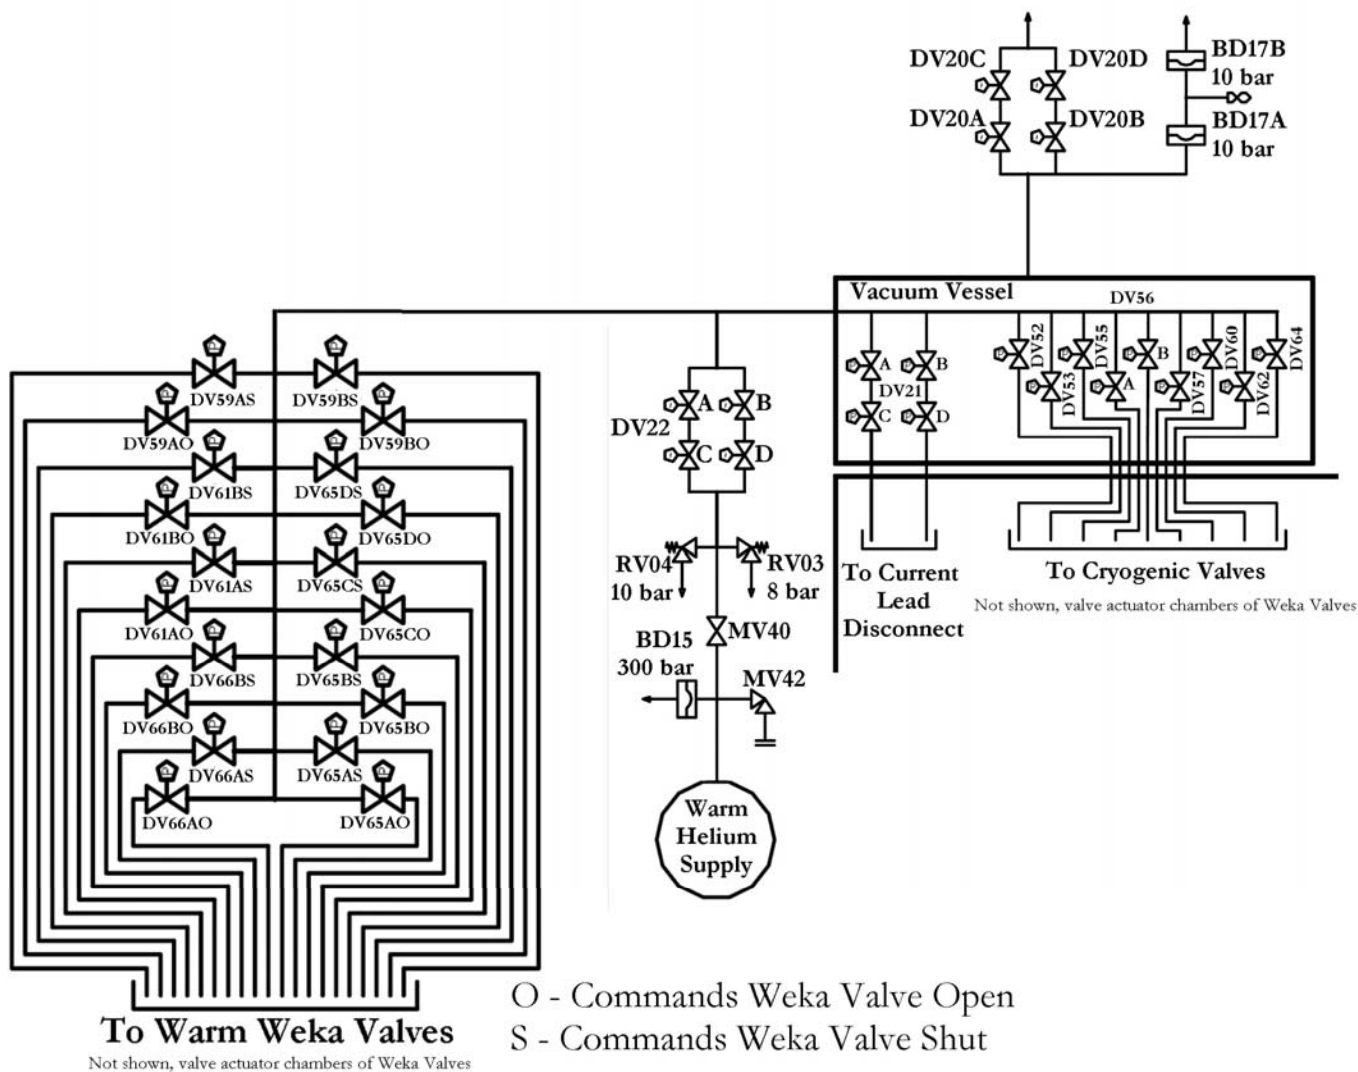 DV20C
DV20D
BD17B
10 bar
DV20A
DV20B
BD17A
10 bar
Vacuum Vessel
DV56
DV52
DV55
B
DV60
DV64
DV53
A
DV57
DV62
A
B
DV21
C
D
DV59AS
DV59BS
DV59AO
DV59BO
DV61BS
DV65DS
DV61BO
DV65DO
DV61AS
DV65CS
DV61AO
DV65CO
DV66BS
DV65BS
DV66BO
DV65BO
DV66AS
DV65AS
DV66AO
DV65AO
A
B
DV22
C
D
RV04
10 bar
RV03
8 bar
MV40
BD15
300 bar
MV42
Warm
Helium
Supply
To Current
Lead
Disconnect
To Cryogenic Valves
Not shown, valve actuator chambers of Weka Valves
To Warm Weka Valves
Not shown, valve actuator chambers of Weka Valves
O - Commands Weka Valve Open
S - Commands Weka Valve Shut